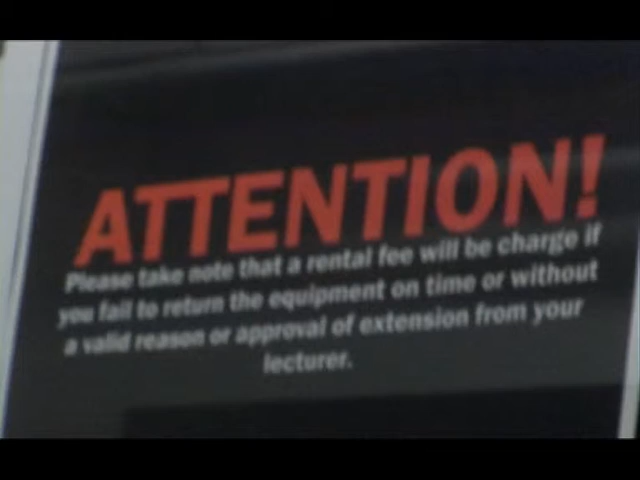 ATTENTION!
Please take note that a rental fee will be charge if
you fail to return the equipment on time or without
a valid reason or approval of extension from your
lecturer.